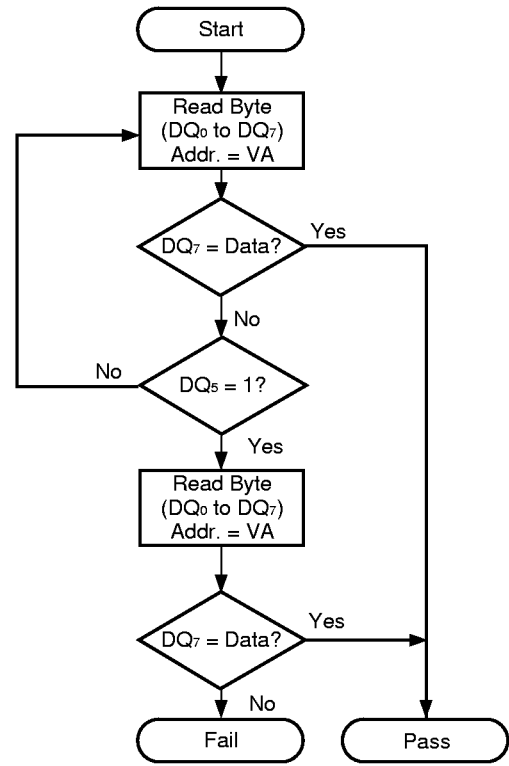 Start
Read Byte
(DQ₀ to DQ₇)
Addr. = VA
DQ₇ = Data?
Yes
No
DQ₅ = 1?
No
Yes
Read Byte
(DQ₀ to DQ₇)
Addr. = VA
DQ₇ = Data?
Yes
No
Fail
Pass